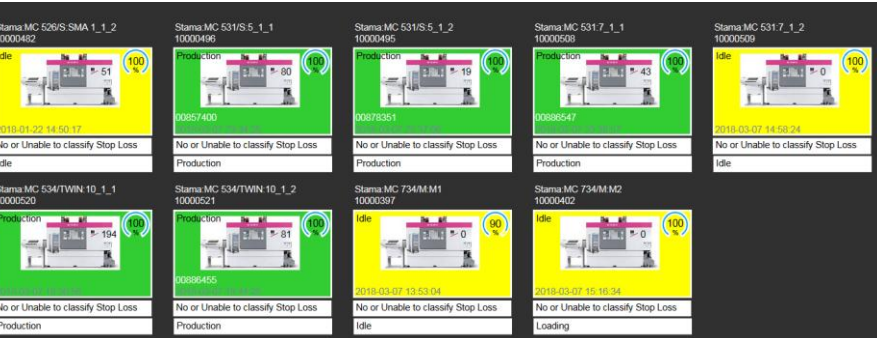 Stama:MC 526/S:SMA 1_1_2
10000482
Idle
51
100
%
2018-01-22 14:50:17
No or Unable to classify Stop Loss
Idle
Stama:MC 531/S:5_1_1
10000496
Production
80
100
%
00857400
No or Unable to classify Stop Loss
Production
Stama:MC 531/S:5_1_2
10000495
Production
19
100
%
00878351
No or Unable to classify Stop Loss
Production
Stama:MC 531:7_1_1
10000508
Production
43
100
%
00886547
No or Unable to classify Stop Loss
Production
Stama:MC 531:7_1_2
10000509
Idle
0
100
%
2018-03-07 14:58:24
No or Unable to classify Stop Loss
Idle
Stama:MC 534/TWIN:10_1_1
10000520
Production
194
100
%
No or Unable to classify Stop Loss
Production
Stama:MC 534/TWIN:10_1_2
10000521
Production
81
100
%
00886455
No or Unable to classify Stop Loss
Production
Stama:MC 734/M:M1
10000397
Idle
0
90
%
2018-03-07 13:53:04
No or Unable to classify Stop Loss
Idle
Stama:MC 734/M:M2
10000402
Idle
0
100
%
2018-03-07 15:16:34
No or Unable to classify Stop Loss
Loading